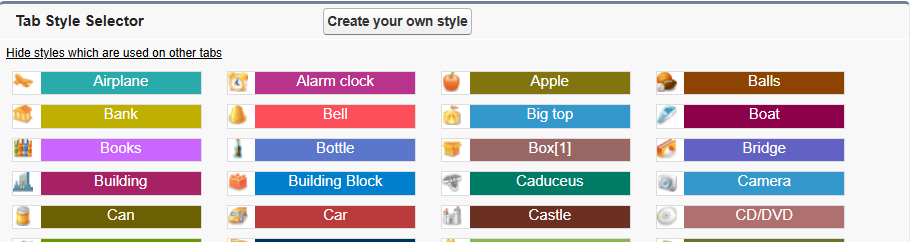 Tab Style Selector
Create your own style
Hide styles which are used on other tabs
Airplane
Alarm clock
Apple
Balls
Bank
Bell
Big top
Boat
Books
Bottle
Box[1]
Bridge
Building
Building Block
Caduceus
Camera
Can
Car
Castle
CD/DVD